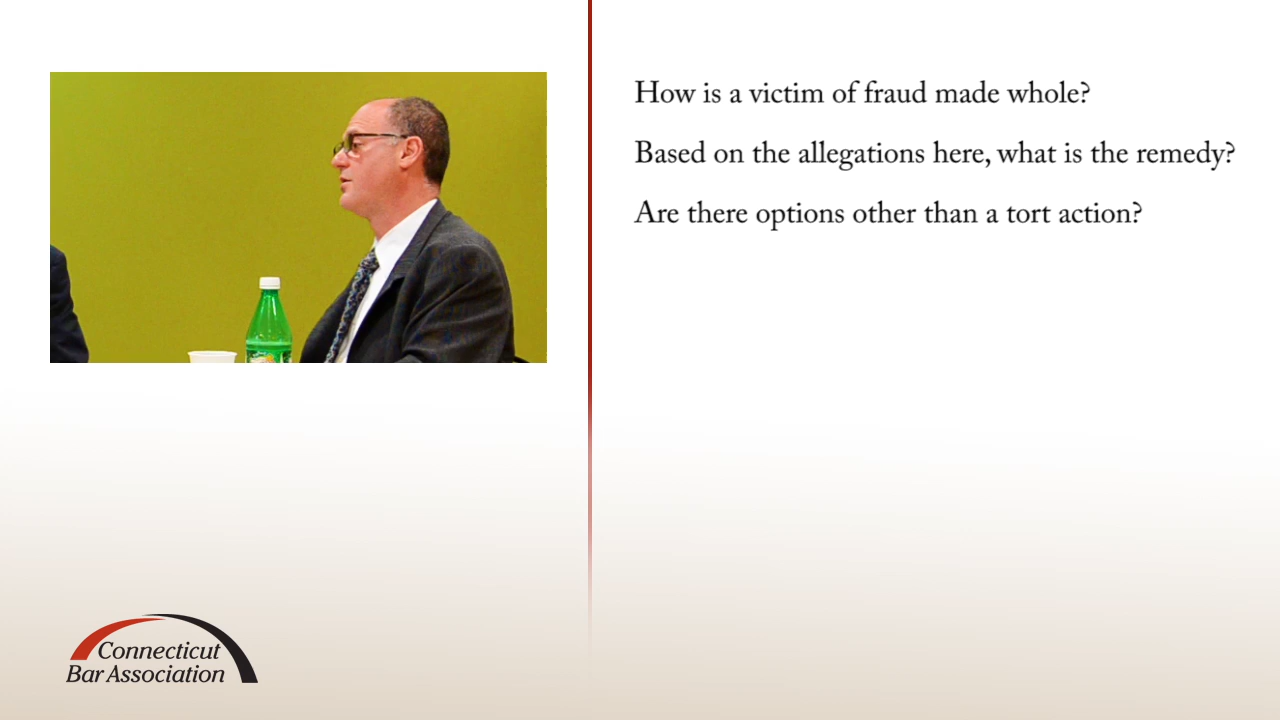 How is a victim of fraud made whole?
Based on the allegations here, what is the remedy?
Are there options other than a tort action?
Connecticut
Bar Association